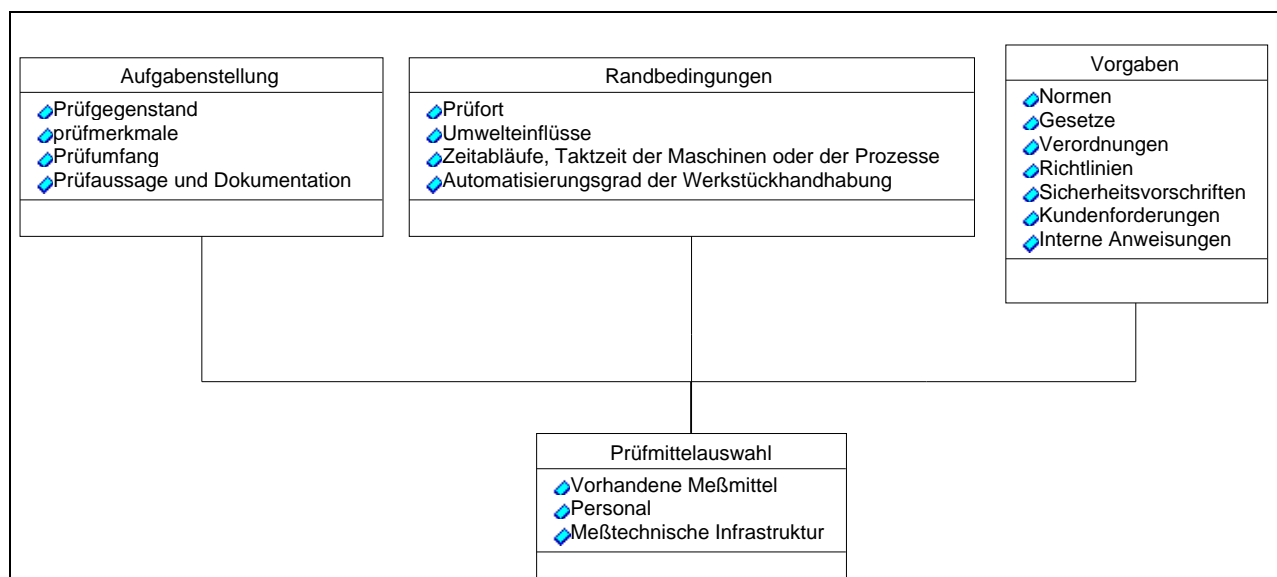 Aufgabenstellung
Prüfgegenstand
prüfmerkmale
Prüfumfang
Prüfaussage und Dokumentation
Randbedingungen
Prüfort
Umwelteinflüsse
Zeitabläufe, Taktzeit der Maschinen oder der Prozesse
Automatisierungsgrad der Werkstückhandhabung
Vorgaben
Normen
Gesetze
Verordnungen
Richtlinien
Sicherheitsvorschriften
Kundenforderungen
Interne Anweisungen
Prüfmittelauswahl
Vorhandene Meßmittel
Personal
Meßtechnische Infrastruktur